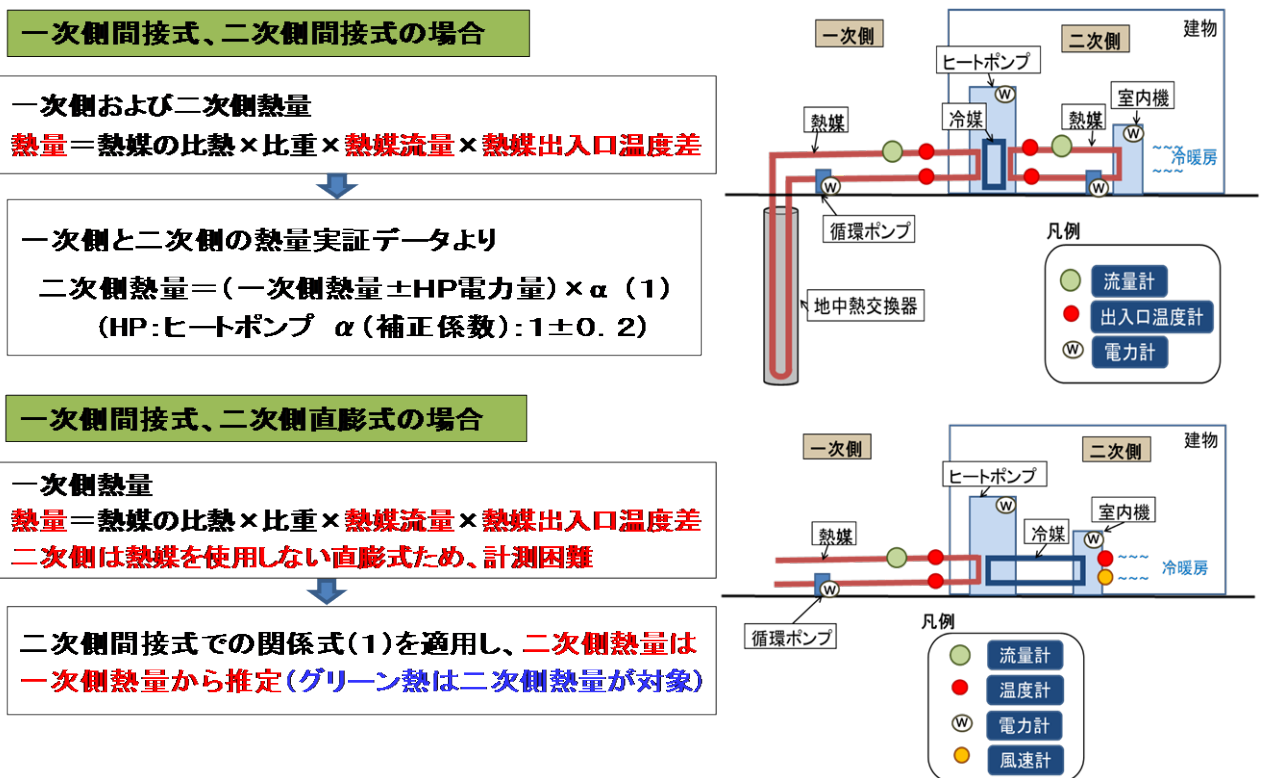 一次側間接式、二次側間接式の場合
一次側および二次側熱量
熱量＝熱媒の比熱×比重×熱媒流量×熱媒出入口温度差
一次側と二次側の熱量実証データより
二次側熱量＝(一次側熱量±HP電力量)×α (1)
(HP:ヒートポンプ α(補正係数):1±0. 2)
一次側
二次側
建物
ヒートポンプ
W
室内機
熱媒
冷媒
熱媒
W
~~~
冷暖房
~~~
W
W
循環ポンプ
地中熱交換器
凡例
流量計
出入口温度計
W 電力計
一次側間接式、二次側直膨式の場合
一次側熱量
熱量＝熱媒の比熱×比重×熱媒流量×熱媒出入口温度差
二次側は熱媒を使用しない直膨式ため、計測困難
二次側間接式での関係式(1)を適用し、二次側熱量は
一次側熱量から推定(グリーン熱は二次側熱量が対象)
一次側
二次側
建物
ヒートポンプ
W
室内機
熱媒
冷媒
W
~~~
冷暖房
~~~
W
循環ポンプ
凡例
流量計
温度計
W 電力計
風速計